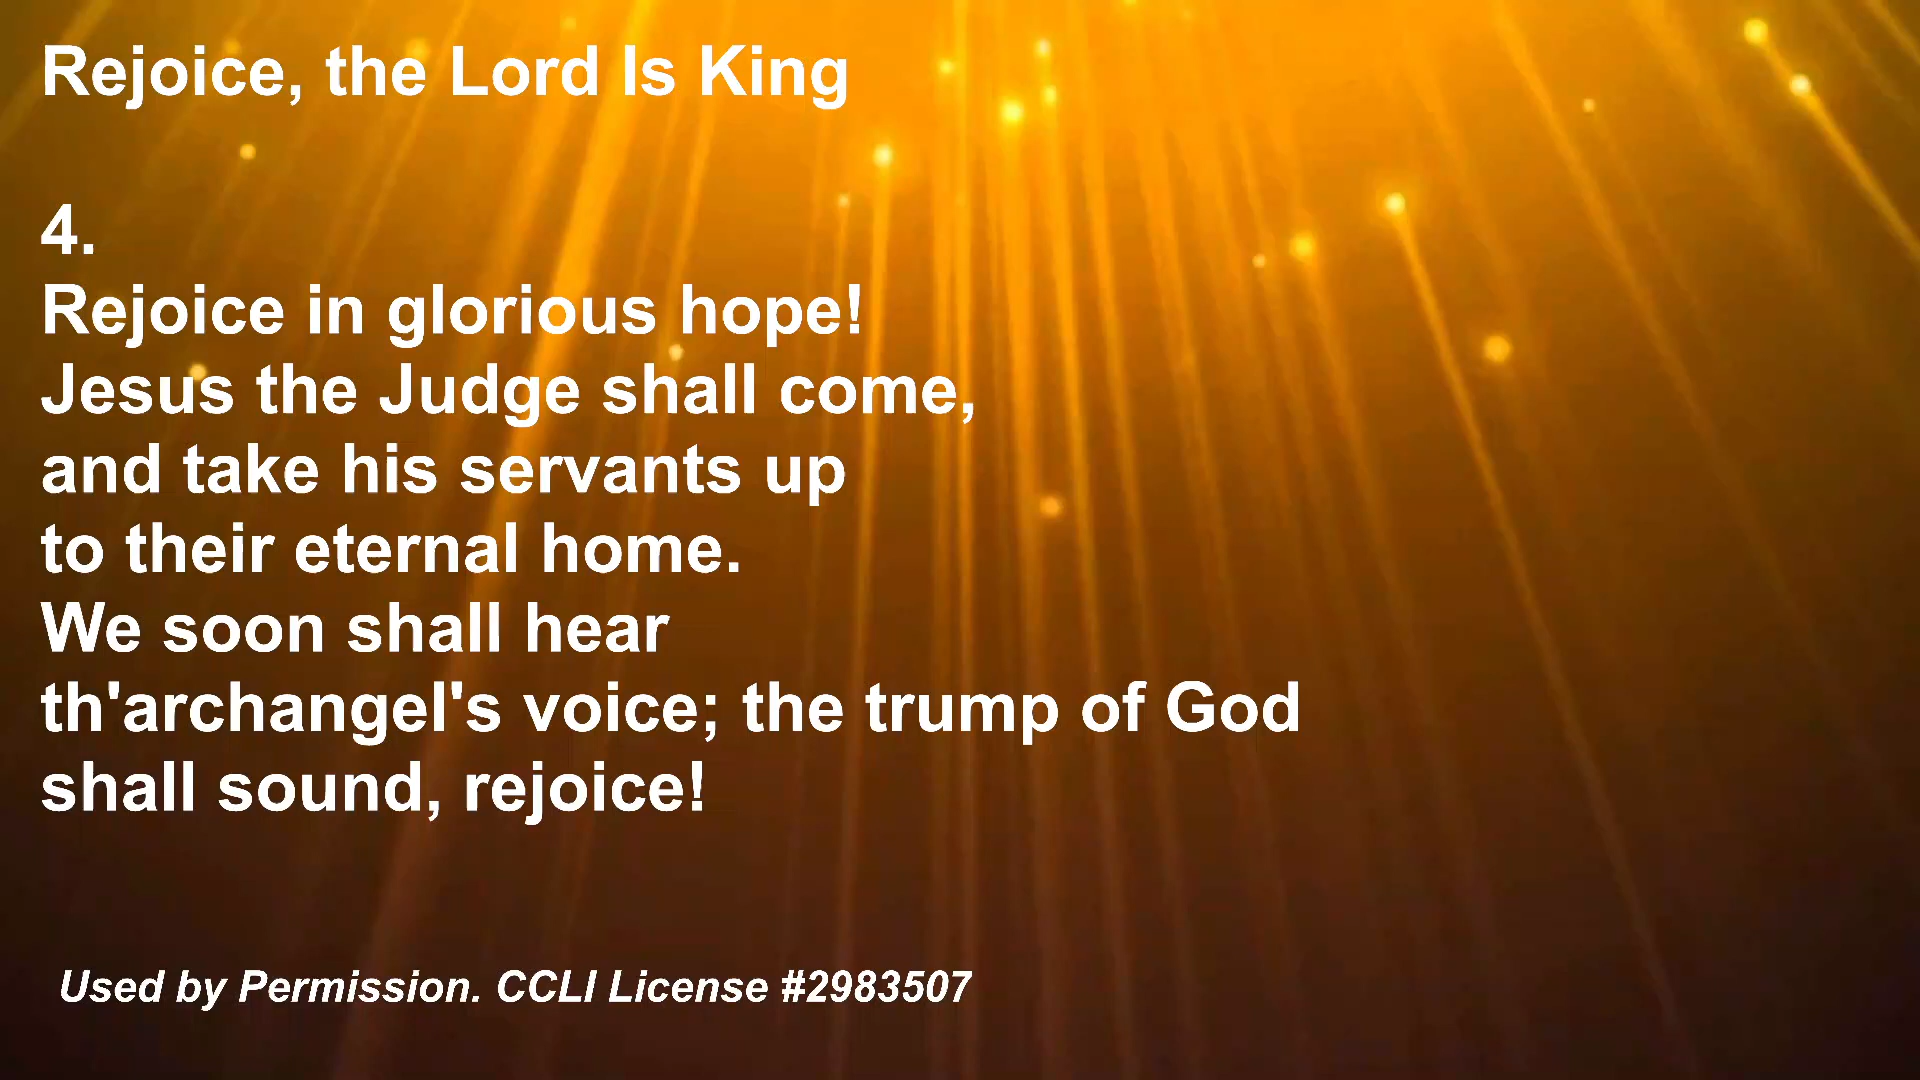 Rejoice, the Lord Is King
4.
Rejoice in glorious hope!
Jesus the Judge shall come,
and take his servants up
to their eternal home.
We soon shall hear
th'archangel's voice; the trump of God
shall sound, rejoice!
Used by Permission. CCLI License #2983507